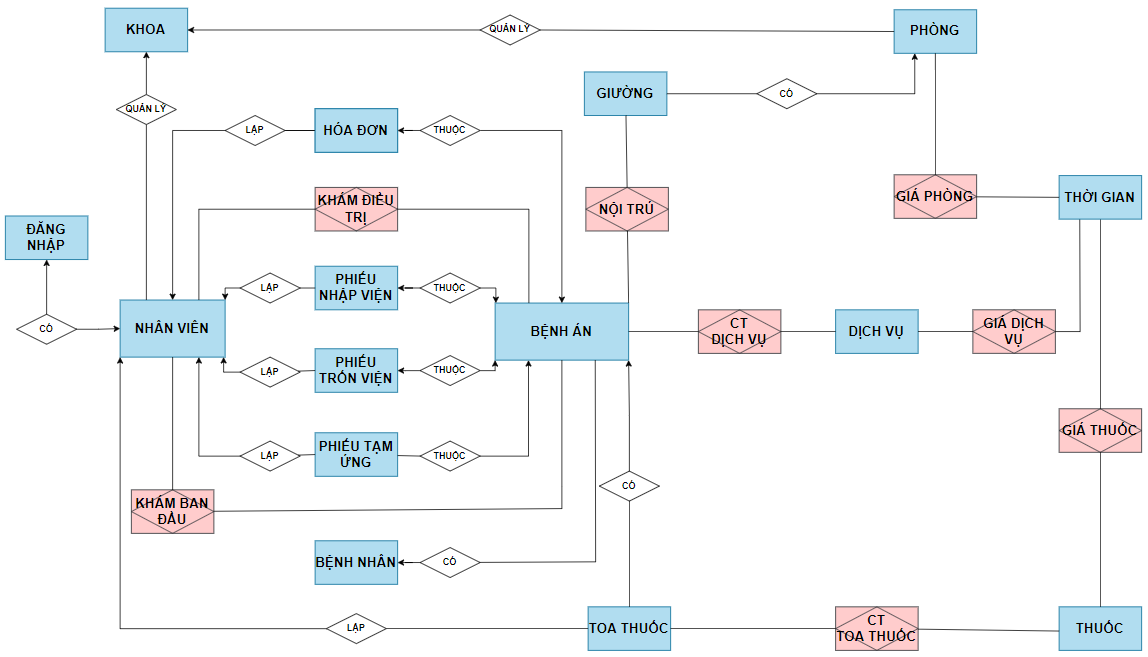 KHOA
QUẢN LÝ
PHÒNG
GIƯỜNG
CÓ
QUẢN LÝ
HÓA ĐƠN
LẬP
THUỘC
KHÁM ĐIỀU
TRỊ
NỘI TRÚ
GIÁ PHÒNG
THỜI GIAN
ĐĂNG
NHẬP
PHIẾU
NHẬP VIỆN
LẬP
THUỘC
CÓ
NHÂN VIÊN
BỆNH ÁN
CT
DỊCH VỤ
DỊCH VỤ
GIÁ DỊCH
VỤ
PHIẾU
TRỐN VIỆN
LẬP
THUỘC
GIÁ THUỐC
PHIẾU TẠM
ỨNG
LẬP
THUỘC
CÓ
KHÁM BAN
ĐẦU
BỆNH NHÂN
CÓ
LẬP
TOA THUỐC
CT
TOA THUỐC
THUỐC